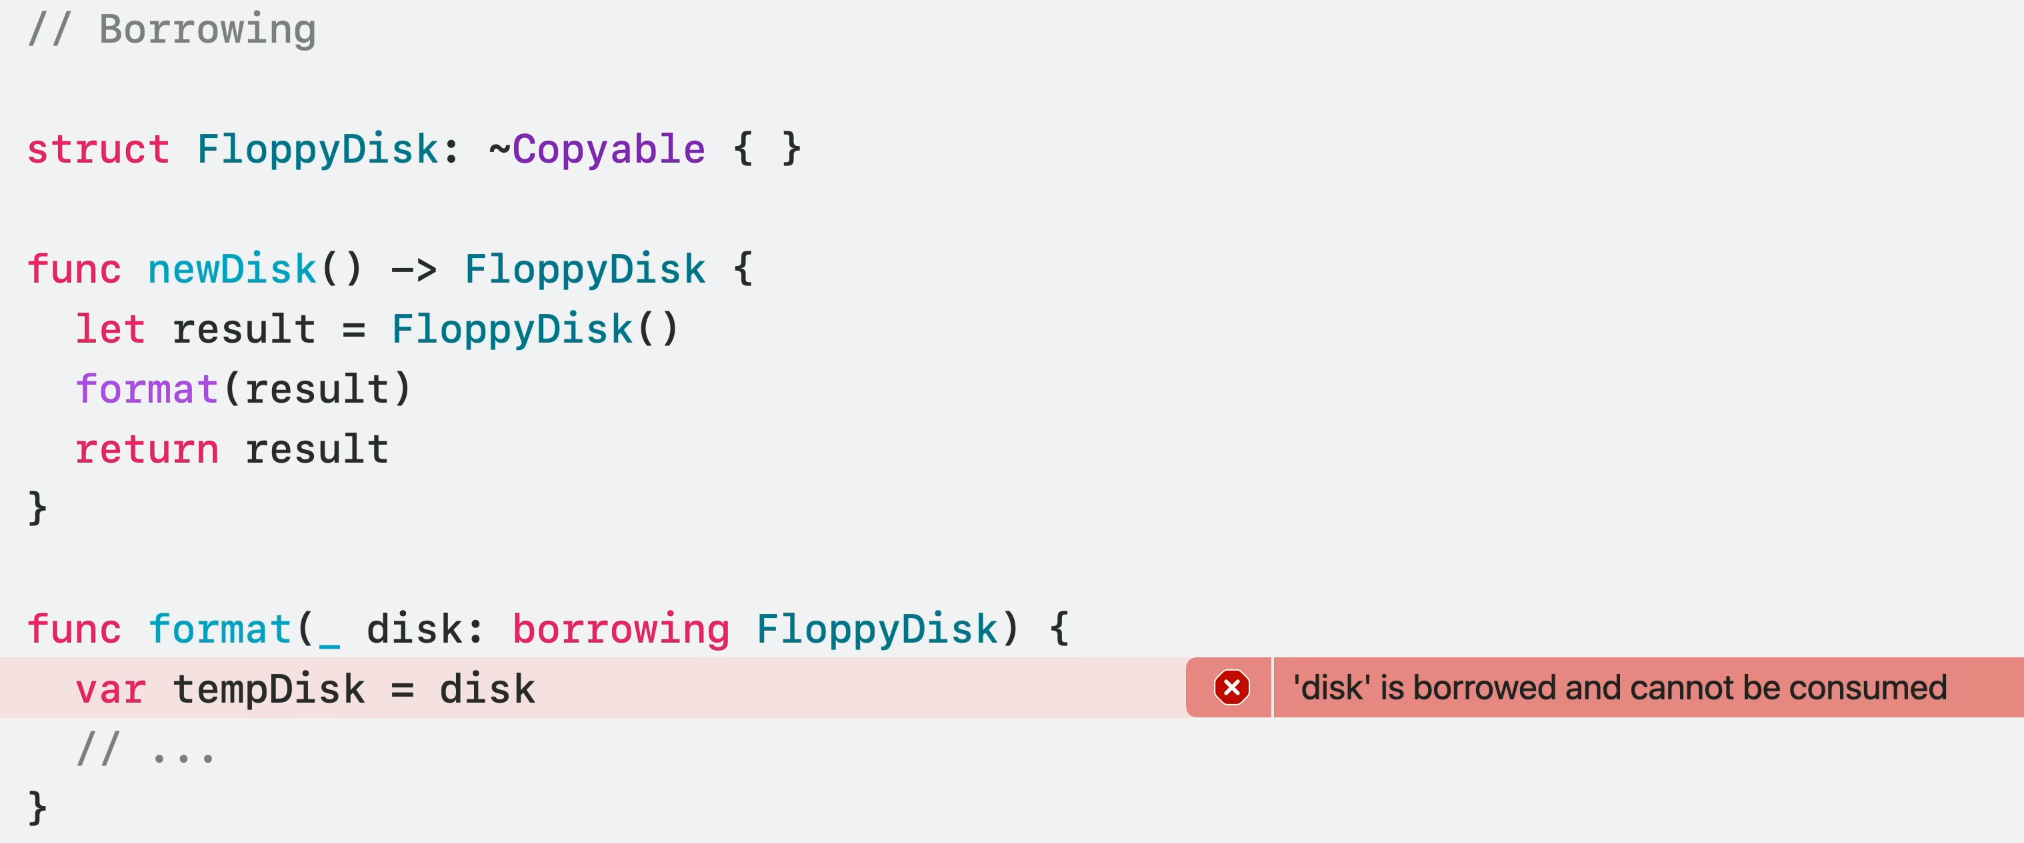 // Borrowing
struct FloppyDisk: ~Copyable { }
func newDisk() -> FloppyDisk {
  let result = FloppyDisk()
  format(result)
  return result
}
func format(_ disk: borrowing FloppyDisk) {
  var tempDisk = disk 'disk' is borrowed and cannot be consumed
  // ...
}